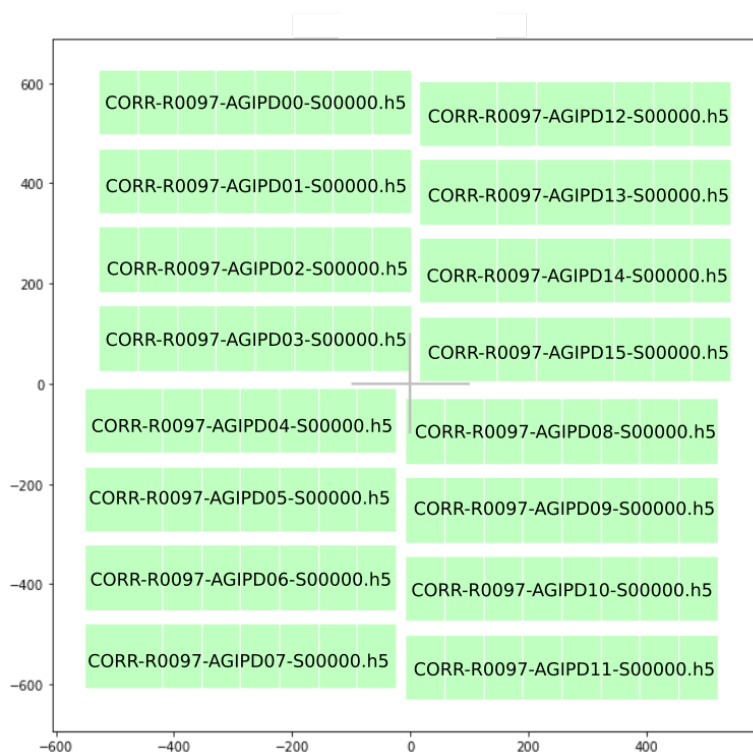 600
CORR-R0097-AGIPD00-S00000.h5
CORR-R0097-AGIPD12-S00000.h5
400
CORR-R0097-AGIPD01-S00000.h5
CORR-R0097-AGIPD13-S00000.h5
200
CORR-R0097-AGIPD02-S00000.h5
CORR-R0097-AGIPD14-S00000.h5
CORR-R0097-AGIPD03-S00000.h5
CORR-R0097-AGIPD15-S00000.h5
0
CORR-R0097-AGIPD04-S00000.h5
CORR-R0097-AGIPD08-S00000.h5
−200
CORR-R0097-AGIPD05-S00000.h5
CORR-R0097-AGIPD09-S00000.h5
−400
CORR-R0097-AGIPD06-S00000.h5
CORR-R0097-AGIPD10-S00000.h5
CORR-R0097-AGIPD07-S00000.h5
CORR-R0097-AGIPD11-S00000.h5
−600
−600 −400 −200 0 200 400